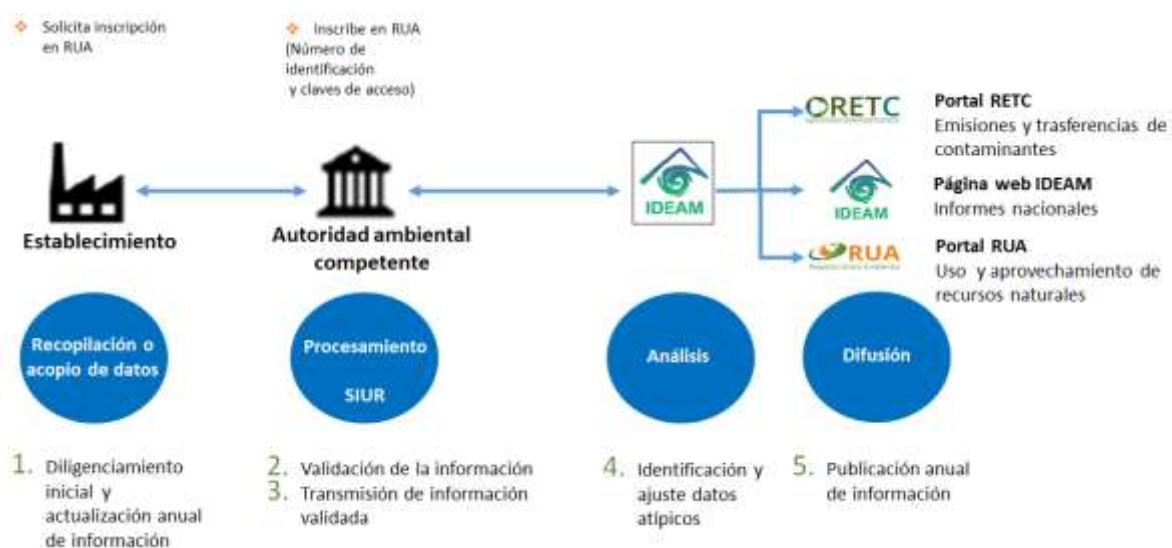 Solicita inscripción
en RUA
Inscribe en RUA
(Número de
identificación
y claves de acceso)
Establecimiento
Autoridad ambiental
competente
IDEAM
RETC
Portal RETC
Emisiones y trasferencias de
contaminantes
IDEAM
Página web IDEAM
Informes nacionales
RUA
Portal RUA
Uso y aprovechamiento de
recursos naturales
Recopilación o
acopio de datos
Procesamiento
SIUR
Análisis
Difusión
1. Diligenciamiento
inicial y
actualización anual
de información
2. Validación de la información
3. Transmisión de información
validada
4. Identificación y
ajuste datos
atípicos
5. Publicación anual
de información